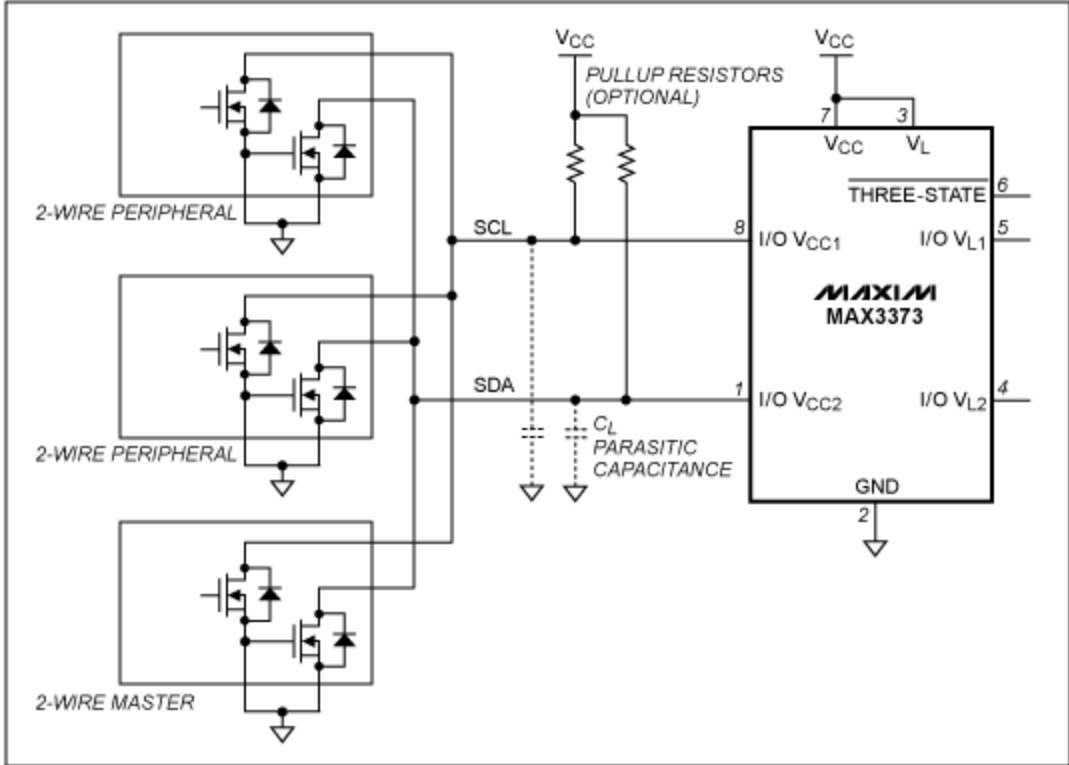 2-WIRE PERIPHERAL
2-WIRE PERIPHERAL
2-WIRE MASTER
VCC
PULLUP RESISTORS
(OPTIONAL)
SCL
SDA
CL
PARASITIC
CAPACITANCE
VCC
7
3
VCC
VL
THREE-STATE
6
8
I/O VCC1
I/O VL1
5
MAXIM
MAX3373
1
I/O VCC2
I/O VL2
4
GND
2